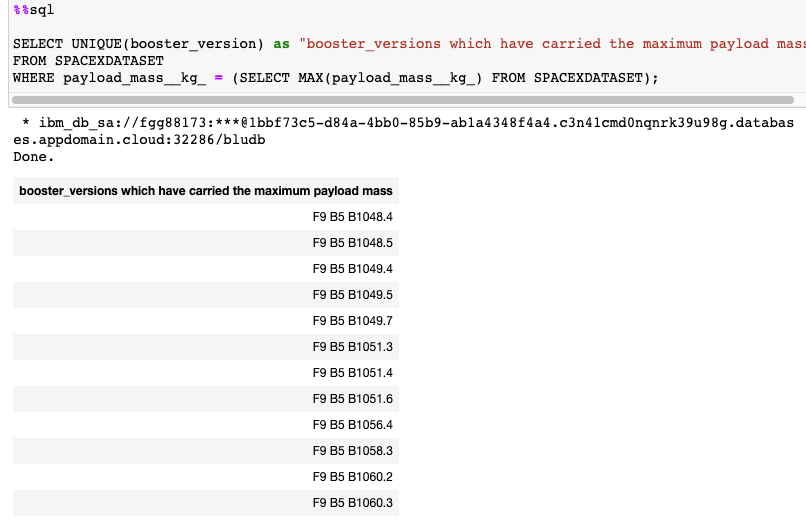 %%sql
SELECT UNIQUE(booster_version) as "booster_versions which have carried the maximum payload mass
FROM SPACEXDATASET
WHERE payload_mass__kg_ = (SELECT MAX(payload_mass__kg_) FROM SPACEXDATASET);
* ibm_db_sa://fgg88173:***@1bbf73c5-d84a-4bb0-85b9-ab1a4348f4a4.c3n41cmd0nqnrk39u98g.databas
es.appdomain.cloud:32286/bludb
Done.
booster_versions which have carried the maximum payload mass
F9 B5 B1048.4
F9 B5 B1048.5
F9 B5 B1049.4
F9 B5 B1049.5
F9 B5 B1049.7
F9 B5 B1051.3
F9 B5 B1051.4
F9 B5 B1051.6
F9 B5 B1056.4
F9 B5 B1058.3
F9 B5 B1060.2
F9 B5 B1060.3